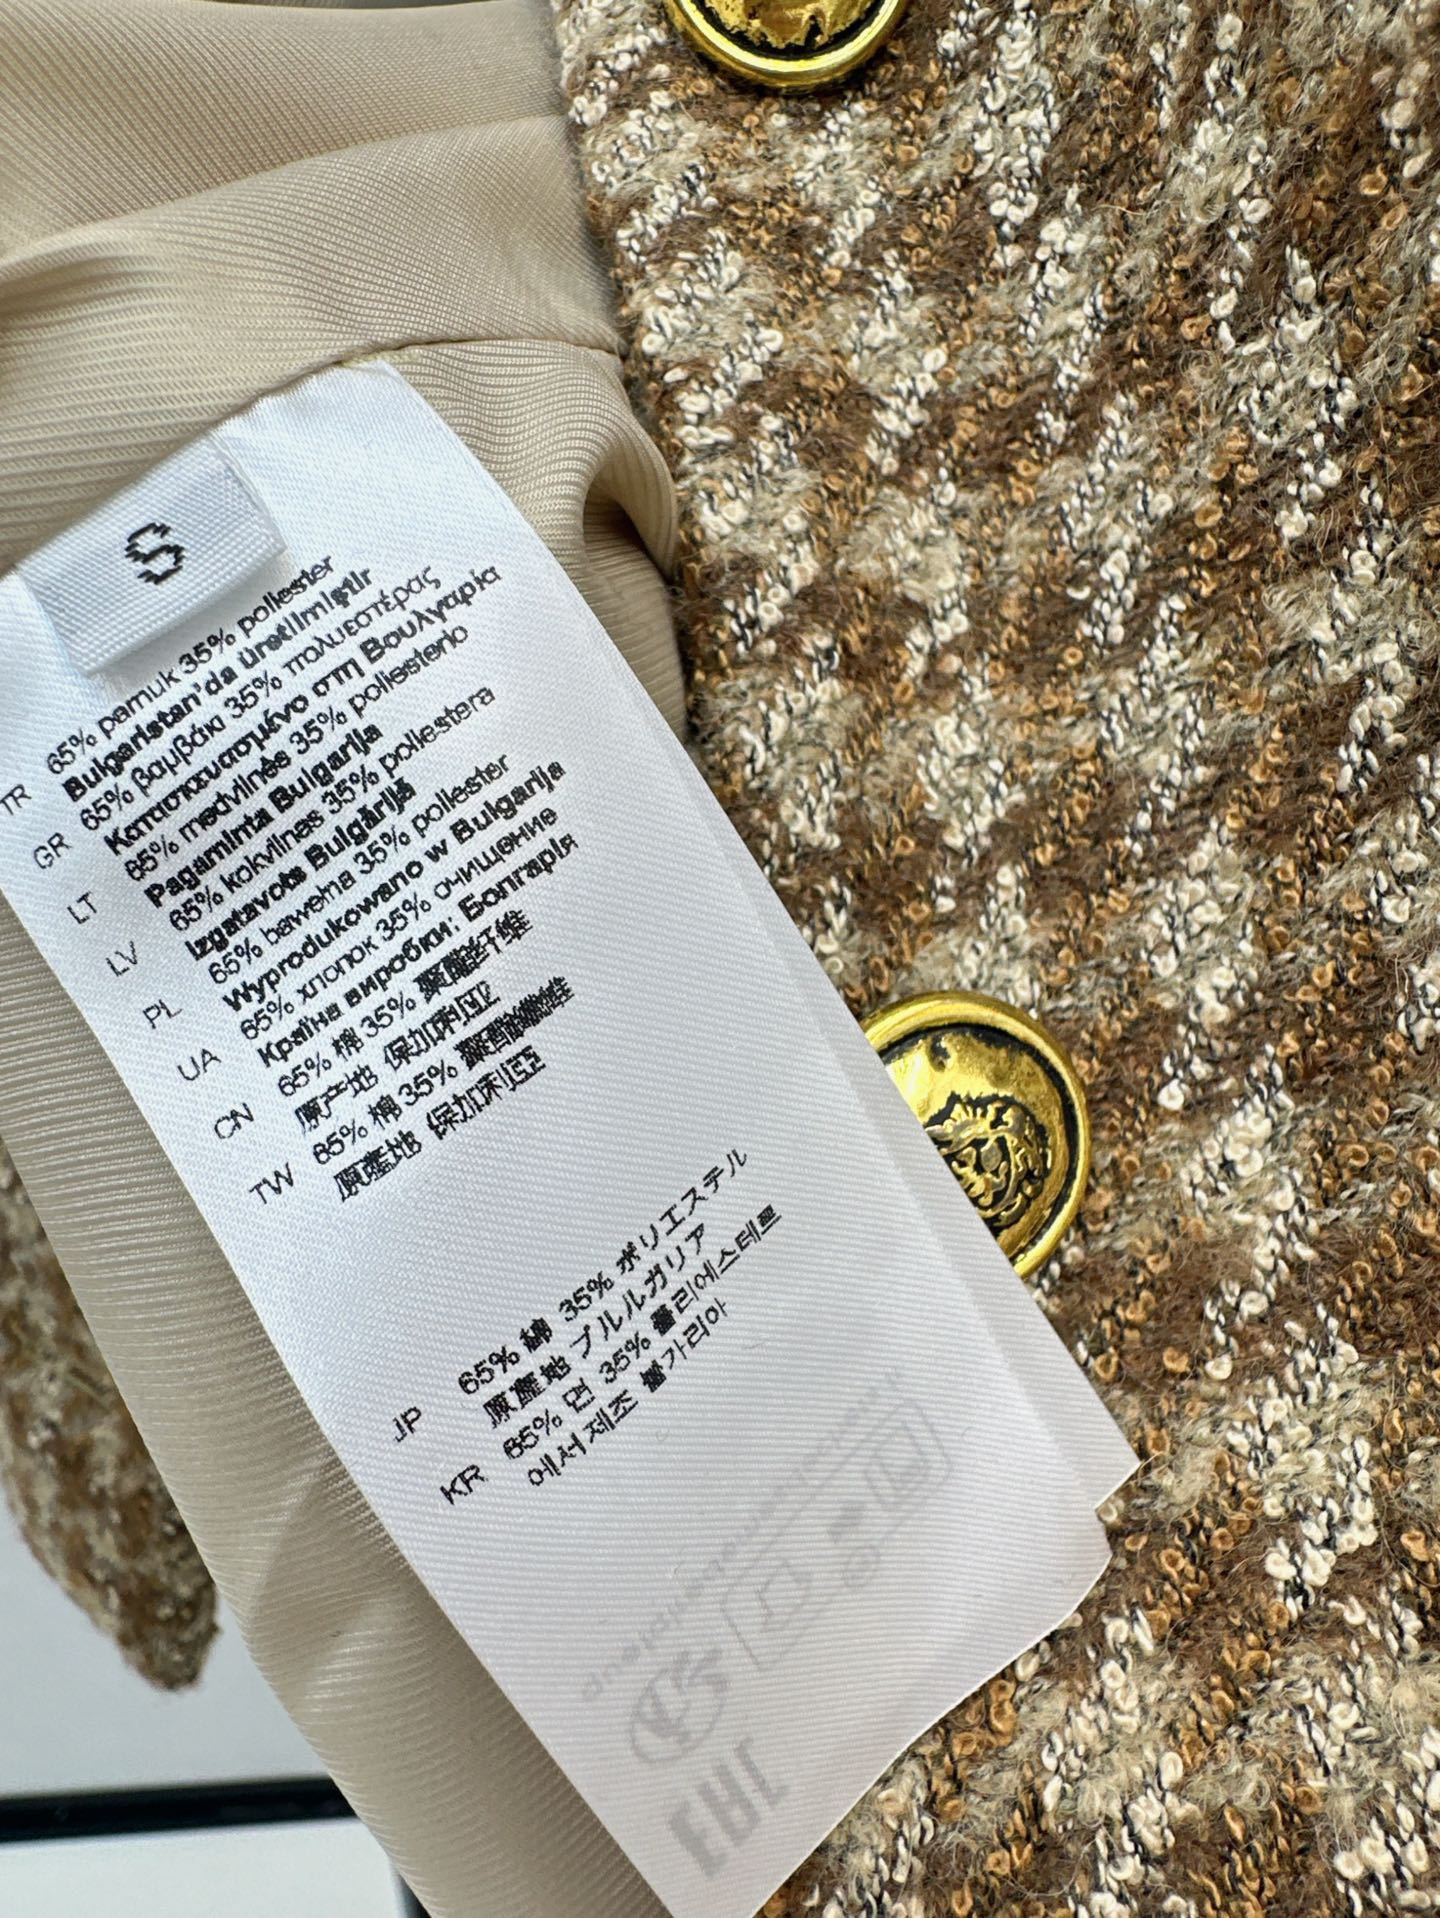 S
TR 65% pamuk 35% poliester
Bulgaristan'da üretilmiştir
GR 65% βαμβάκι 35% πολυεστέρας
Κατασκευασμένο στη Βουλγαρία
LT 65% medvilnės 35% poliesterio
Pagaminta Bulgarija
LV 65% kokvilnas 35% poliestera
Izgatavots Bulgārijā
PL 65% bawełna 35% poliester
Wyprodukowano w Bulgarija
UA 65% хлопок 35% очищение
Країна виробки: Болгарія
CN 65% 棉 35% 聚酯纤维
原产地 保加利亚
TW 65% 棉 35% 聚酯纖維
原產地 保加利亞
JP 65% 綿 35% ポリエステル
原産地 ブルガリア
KR 65% 면 35% 폴리에스테르
에서 제조 불가리아
EAC